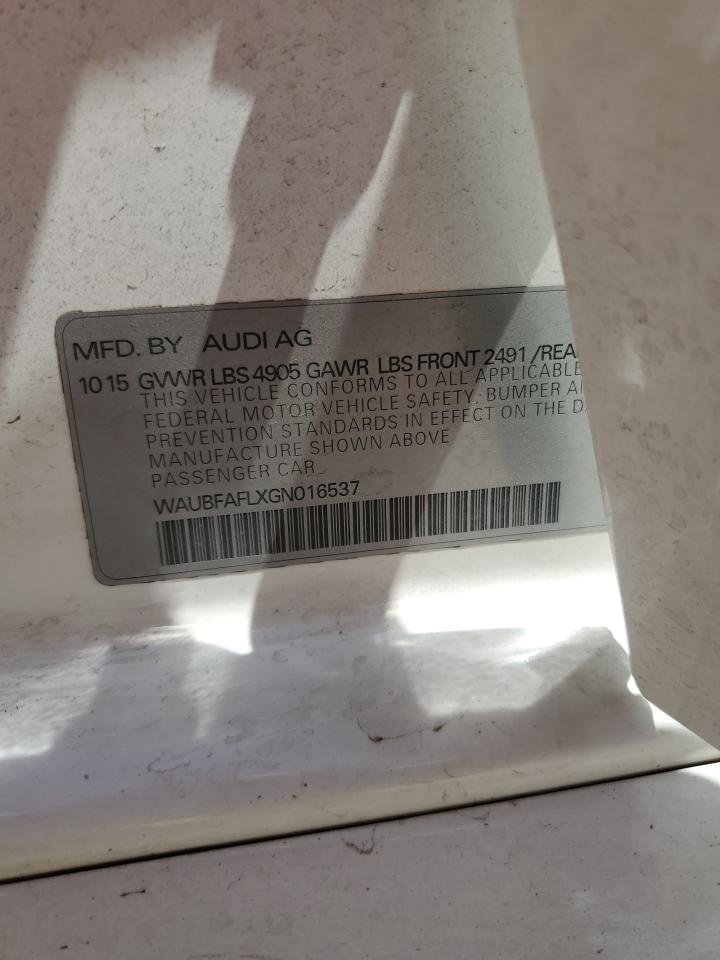 MFD. BY AUDI AG
10 15 GVWR LBS 4905 GAWR LBS FRONT 2491 /REA
THIS VEHICLE CONFORMS TO ALL APPLICABLE
FEDERAL MOTOR VEHICLE SAFETY, BUMPER A
PREVENTION STANDARDS IN EFFECT ON THE D
MANUFACTURE SHOWN ABOVE
PASSENGER CAR
WAUBFAFLXGN016537